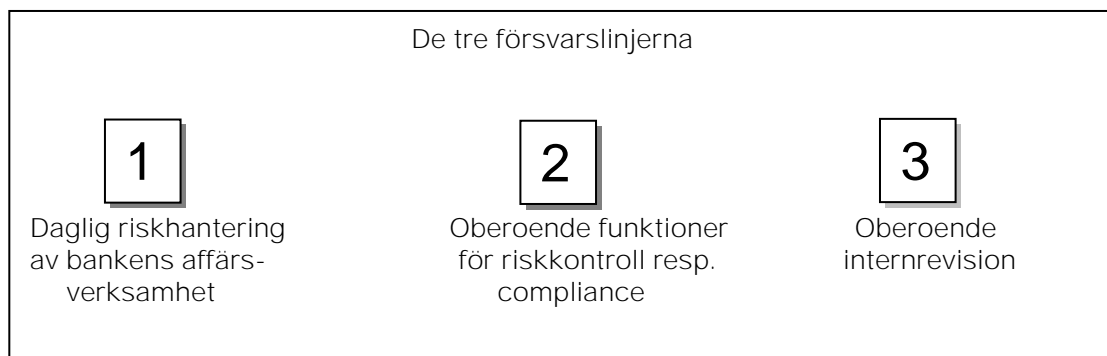 De tre försvarslinjerna
1
Daglig riskhantering
av bankens affärs-
verksamhet
2
Oberoende funktioner
för riskkontroll resp.
compliance
3
Oberoende
internrevision